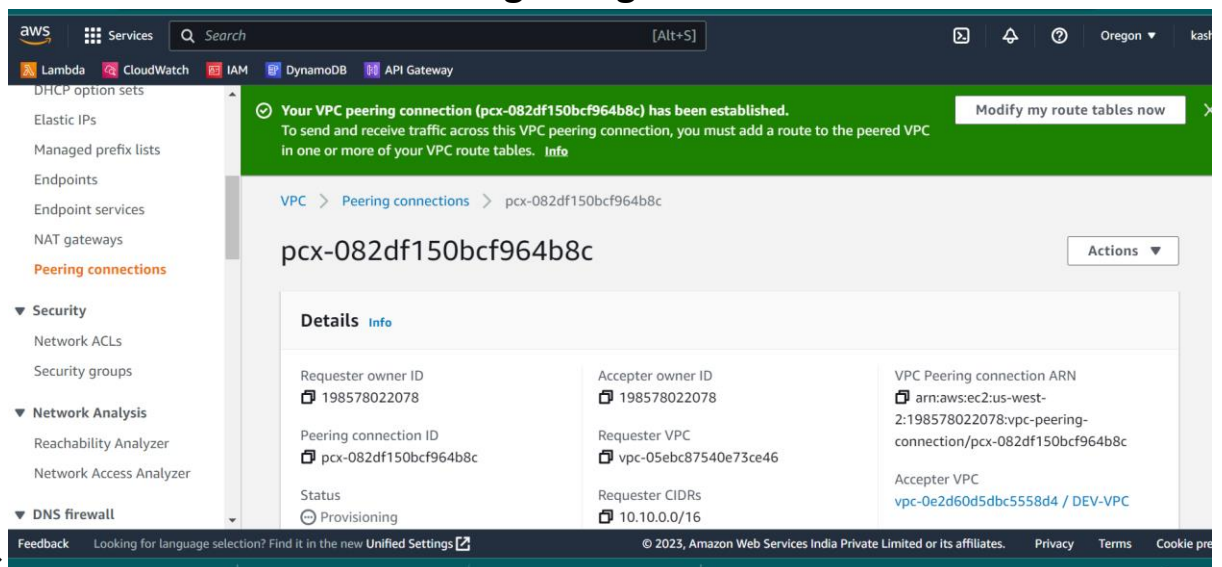 aws Services Search [Alt+S] Oregon kash
Lambda CloudWatch IAM DynamoDB API Gateway
DHCP option sets
Elastic IPs
Managed prefix lists
Endpoints
Endpoint services
NAT gateways
Peering connections
Security
Network ACLs
Security groups
Network Analysis
Reachability Analyzer
Network Access Analyzer
DNS firewall
Your VPC peering connection (pcx-082df150bcf964b8c) has been established.
To send and receive traffic across this VPC peering connection, you must add a route to the peered VPC
in one or more of your VPC route tables. Info
Modify my route tables now
VPC > Peering connections > pcx-082df150bcf964b8c
pcx-082df150bcf964b8c
Actions
Details Info
Requester owner ID
198578022078
Peering connection ID
pcx-082df150bcf964b8c
Status
Provisioning
Accepter owner ID
198578022078
Requester VPC
vpc-05ebc87540e73ce46
Requester CIDRs
10.10.0.0/16
VPC Peering connection ARN
arn:aws:ec2:us-west-
2:198578022078:vpc-peering-
connection/pcx-082df150bcf964b8c
Accepter VPC
vpc-0e2d60d5dbc5558d4 / DEV-VPC
Feedback Looking for language selection? Find it in the new Unified Settings © 2023, Amazon Web Services India Private Limited or its affiliates. Privacy Terms Cookie pre